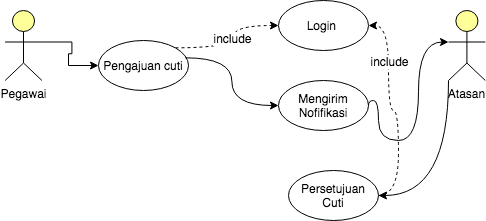 Login
include
include
Pengajuan cuti
Pegawai
Atasan
Mengirim
Nofifikasi
Persetujuan
Cuti